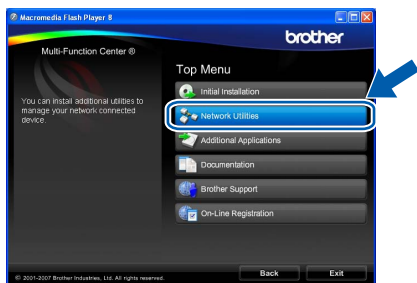 Macromedia Flash Player 8
brother
Multi-Function Center ®
Top Menu
You can install additional utilities to
manage your network connected
device.
Initial Installation
Network Utilities
Additional Applications
Documentation
Brother Support
On-Line Registration
© 2001-2007 Brother Industries, Ltd. All rights reserved.
Back
Exit